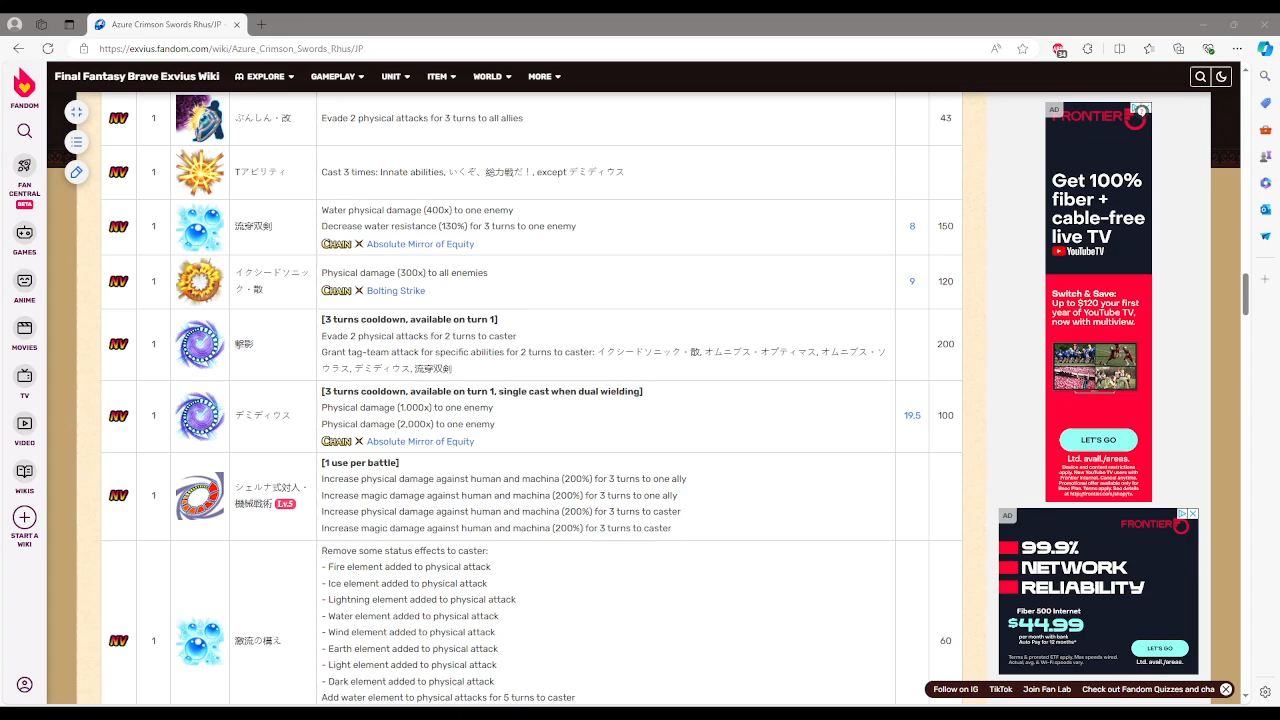 Azure Crimson Swords Rhus/JP
https://exvius.fandom.com/wiki/Azure_Crimson_Swords_Rhus/JP
34
FANDOM
FAN CENTRAL
BETA
GAMES
ANIME
MOVIES
TV
VIDEO
WIKIS
START A WIKI
Final Fantasy Brave Exvius Wiki
EXPLORE
GAMEPLAY
UNIT
ITEM
WORLD
MORE
NV 1 ぶんしん・改 Evade 2 physical attacks for 3 turns to all allies 43
NV 1 Tアビリティ Cast 3 times: Innate abilities, いくぞ、総力戦だ！, except デミディウス
NV 1 流穿双剣
Water physical damage (400x) to one enemy
Decrease water resistance (130%) for 3 turns to one enemy
CHAIN Absolute Mirror of Equity
8 150
NV 1 イクシードソニック・散
Physical damage (300x) to all enemies
CHAIN Bolting Strike
9 120
NV 1 撃影
[3 turns cooldown, available on turn 1]
Evade 2 physical attacks for 2 turns to caster
Grant tag-team attack for specific abilities for 2 turns to caster: イクシードソニック・散, オムニブス・オプティマス, オムニブス・ソ
ウラス, デミディウス, 流穿双剣
200
NV 1 デミディウス
[3 turns cooldown, available on turn 1, single cast when dual wielding]
Physical damage (1,000x) to one enemy
Physical damage (2,000x) to one enemy
CHAIN Absolute Mirror of Equity
19.5 100
NV 1 シェルナ式対人・機械戦術 Lv.5
[1 use per battle]
Increase physical damage against human and machina (200%) for 3 turns to one ally
Increase magic damage against human and machina (200%) for 3 turns to one ally
Increase physical damage against human and machina (200%) for 3 turns to caster
Increase magic damage against human and machina (200%) for 3 turns to caster
NV 1 激流の構え
Remove some status effects to caster:
- Fire element added to physical attack
- Ice element added to physical attack
- Lightning element added to physical attack
- Water element added to physical attack
- Wind element added to physical attack
- Earth element added to physical attack
- Light element added to physical attack
- Dark element added to physical attack
Add water element to physical attacks for 5 turns to caster
60
AD
FRONTIER
Get 100%
fiber +
cable-free
live TV
YouTubeTV
Switch & Save:
Up to $120 your first
year of YouTube TV,
now with multiview.
LET'S GO
Ltd. avail./areas.
AD
FRONTIER
99.9%
NETWORK
RELIABILITY
Fiber 500 Internet
$44.99
per month with bank
Auto Pay for 12 months*
LET'S GO
Ltd. avail./areas.
Follow on IG
TikTok
Join Fan Lab
Check out Fandom Quizzes and cha